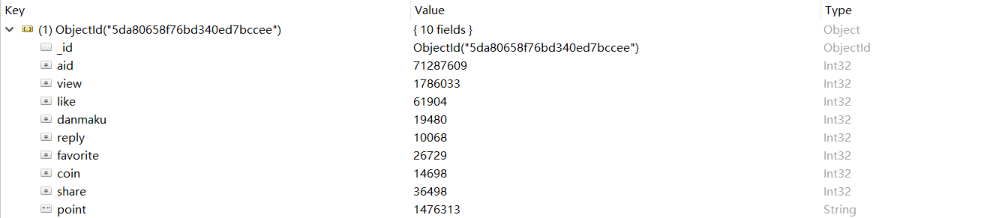 Key Value Type
(1) ObjectId("5da80658f76bd340ed7bccee") { 10 fields } Object
_id ObjectId("5da80658f76bd340ed7bccee") ObjectId
# aid 71287609 Int32
# view 1786033 Int32
# like 61904 Int32
# danmaku 19480 Int32
# reply 10068 Int32
# favorite 26729 Int32
# coin 14698 Int32
# share 36498 Int32
"" point 1476313 String